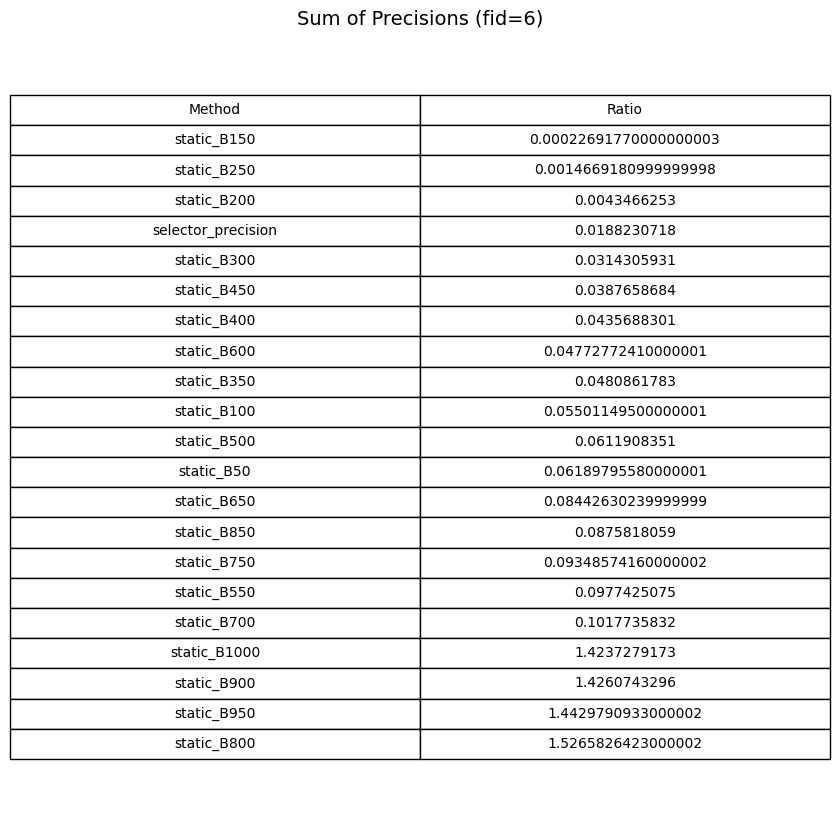 Sum of Precisions (fid=6)
Method Ratio
static_B150 0.00022691770000000003
static_B250 0.0014669180999999998
static_B200 0.0043466253
selector_precision 0.0188230718
static_B300 0.0314305931
static_B450 0.0387658684
static_B400 0.0435688301
static_B600 0.04772772410000001
static_B350 0.0480861783
static_B100 0.05501149500000001
static_B500 0.0611908351
static_B50 0.06189795580000001
static_B650 0.08442630239999999
static_B850 0.0875818059
static_B750 0.09348574160000002
static_B550 0.0977425075
static_B700 0.1017735832
static_B1000 1.4237279173
static_B900 1.4260743296
static_B950 1.4429790933000002
static_B800 1.5265826423000002